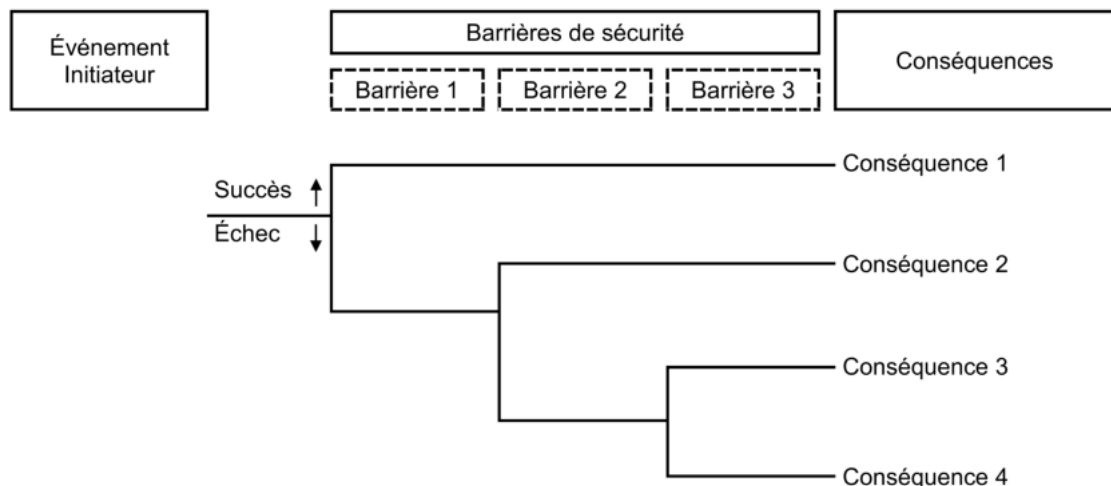 Événement
Initiateur
Barrières de sécurité
Barrière 1
Barrière 2
Barrière 3
Conséquences
Succès
Échec
Conséquence 1
Conséquence 2
Conséquence 3
Conséquence 4